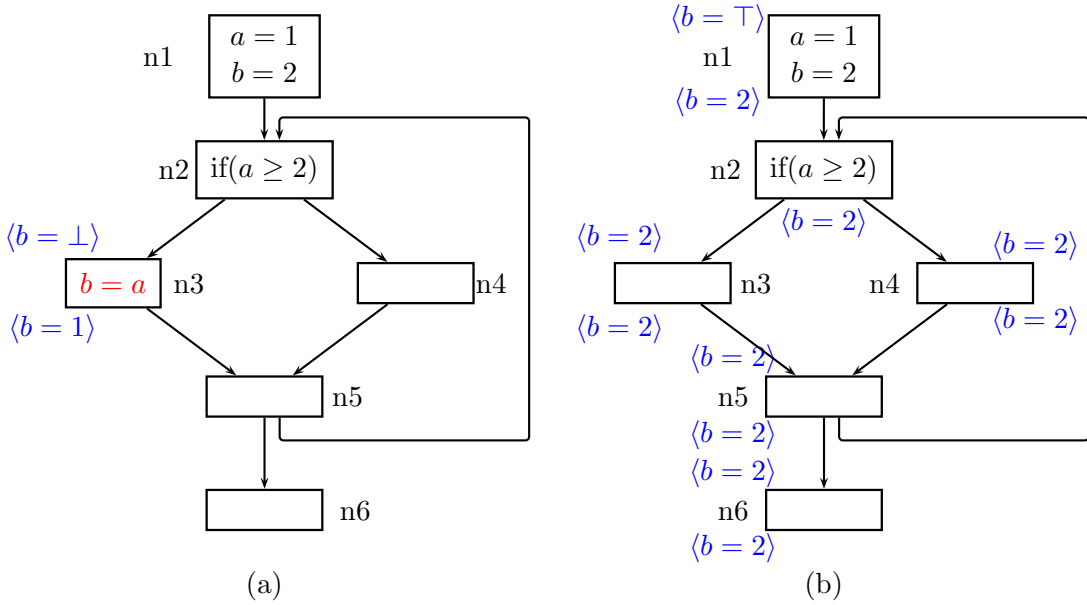 a = 1
b = 2
n1
if(a ≥ 2)
n2
⟨b = ⊥⟩
b = a
n3
⟨b = 1⟩
n4
n5
n6
(a)
⟨b = ⊤⟩
a = 1
b = 2
n1
⟨b = 2⟩
if(a ≥ 2)
n2
⟨b = 2⟩
⟨b = 2⟩
n3
⟨b = 2⟩
⟨b = 2⟩
n4
⟨b = 2⟩
⟨b = 2⟩
n5
⟨b = 2⟩
⟨b = 2⟩
n6
⟨b = 2⟩
(b)